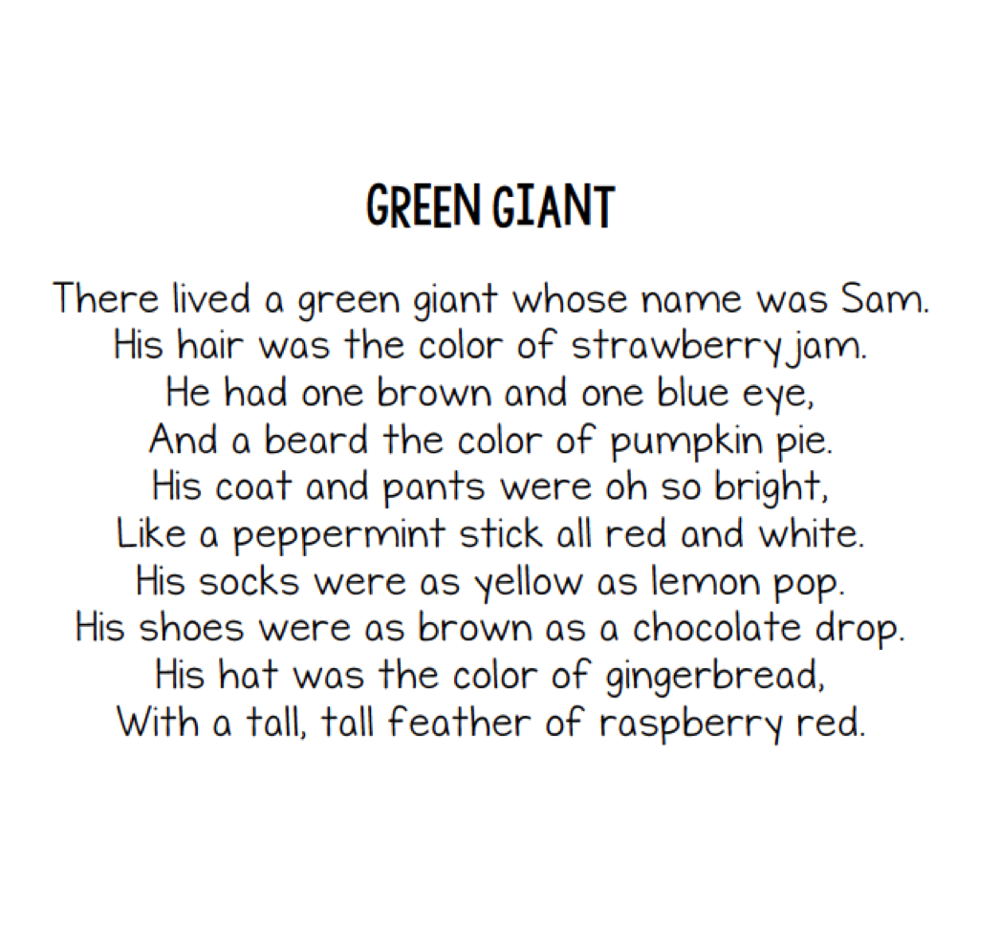 GREEN GIANT
There lived a green giant whose name was Sam.
His hair was the color of strawberry jam.
He had one brown and one blue eye,
And a beard the color of pumpkin pie.
His coat and pants were oh so bright,
Like a peppermint stick all red and white.
His socks were as yellow as lemon pop.
His shoes were as brown as a chocolate drop.
His hat was the color of gingerbread,
With a tall, tall feather of raspberry red.